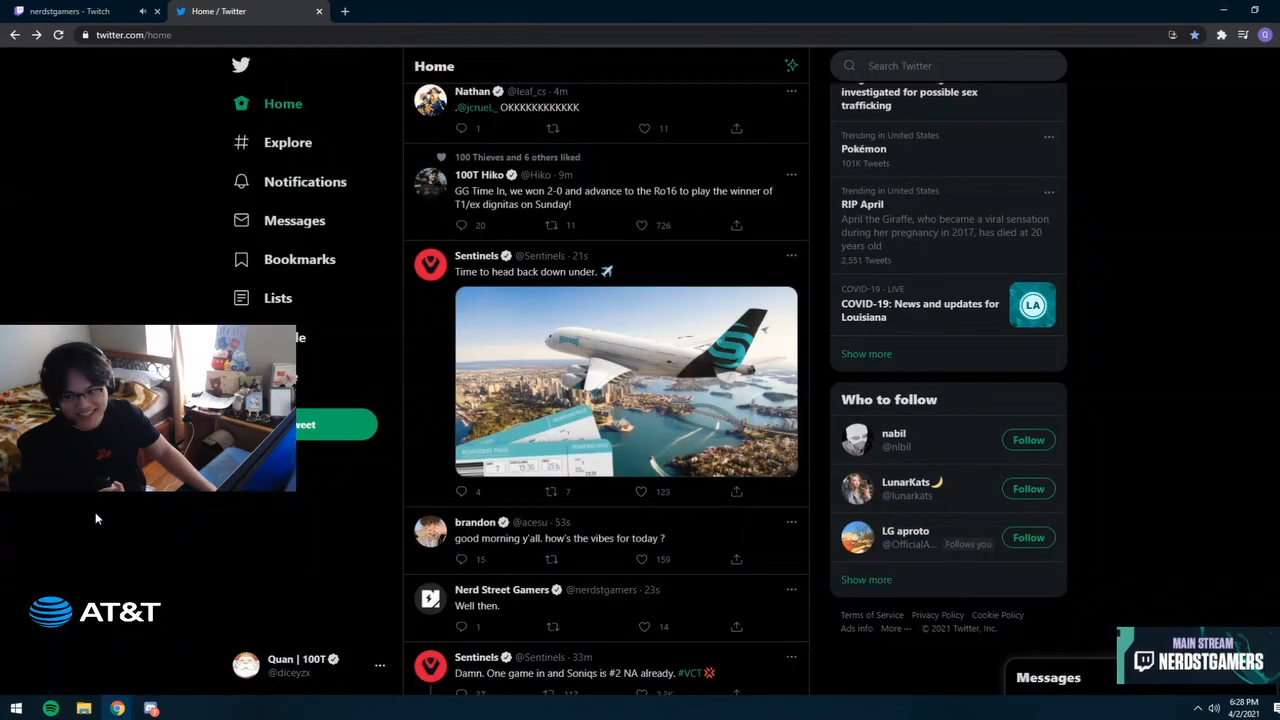 nerdstgamers - Twitch
Home / Twitter
twitter.com/home
Q
Home
Explore
Notifications
Messages
Bookmarks
Lists
le
weet
AT&T
Quan | 100T
@diceyzx
Home
Nathan @leaf_cs · 4m
.@jcruel._ OKKKKKKKKKKKK
1 11
100 Thieves and 6 others liked
100T Hiko @Hiko · 9m
GG Time In, we won 2-0 and advance to the Ro16 to play the winner of
T1/ex dignitas on Sunday!
20 11 726
Sentinels @Sentinels · 21s
Time to head back down under.
BOARDING PASS
4 7 123
brandon @acesu · 53s
good morning y'all. how's the vibes for today ?
15 159
Nerd Street Gamers @nerdstgamers · 23s
Well then.
1 14
Sentinels @Sentinels · 33m
Damn. One game in and Soniqs is #2 NA already. #VCT
Search Twitter
investigated for possible sex
trafficking
Trending in United States
Pokémon
101K Tweets
Trending in United States
RIP April
April the Giraffe, who became a viral sensation
during her pregnancy in 2017, has died at 20
years old
2,551 Tweets
COVID-19 · LIVE
COVID-19: News and updates for
Louisiana
LA
Show more
Who to follow
nabil
@nlbil
Follow
LunarKats
@lunarkats
Follow
LG aproto
@OfficialA... Follows you
Follow
Show more
Terms of Service Privacy Policy Cookie Policy
Ads info More © 2021 Twitter, Inc.
Messages
MAIN STREAM
NERDSTGAMERS
6:28 PM
4/2/2021